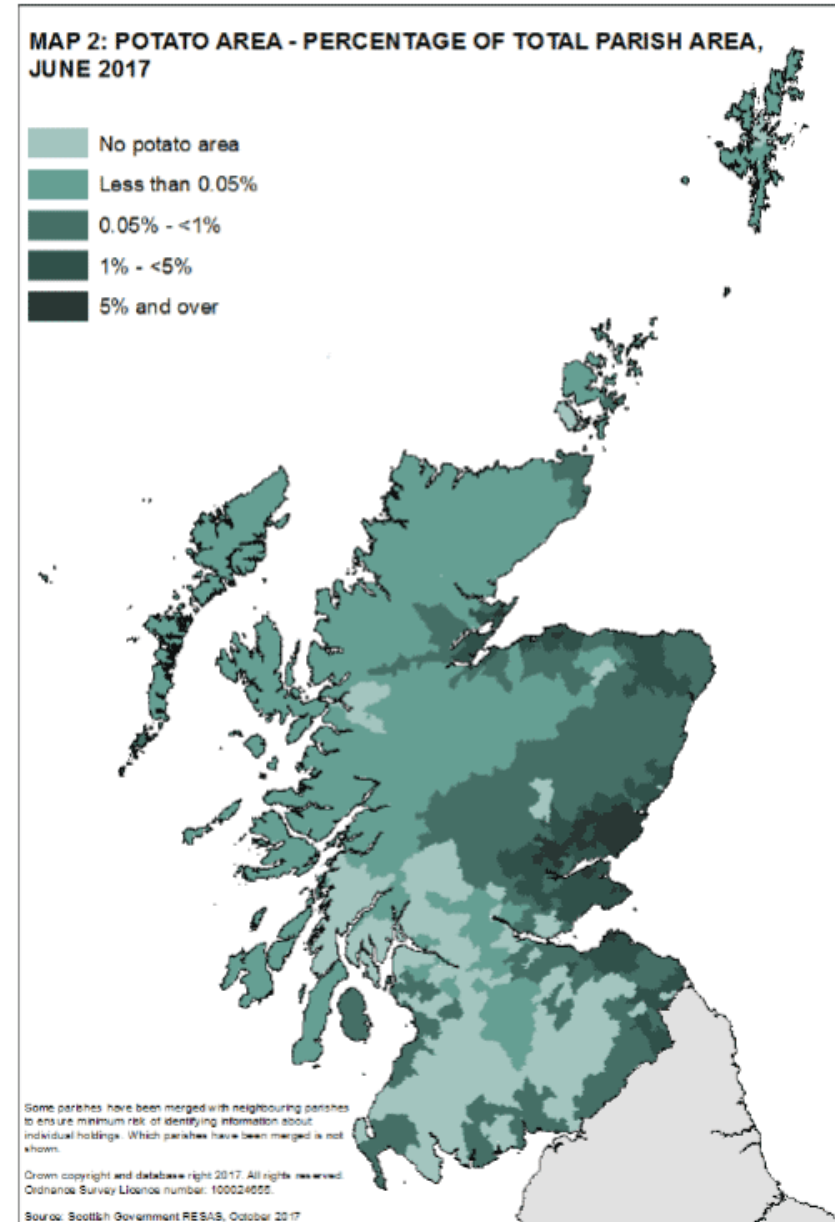 MAP 2: POTATO AREA - PERCENTAGE OF TOTAL PARISH AREA,
JUNE 2017
No potato area
Less than 0.05%
0.05% - <1%
1% - <5%
5% and over
Some parishes have been merged with neighbouring parishes
to ensure minimum risk of identifying information about
individual holdings. Which parishes have been merged is not
shown.
Crown copyright and database right 2017. All rights reserved.
Ordnance Survey Licence number: 100024655.
Source: Scottish Government RESAS, October 2017